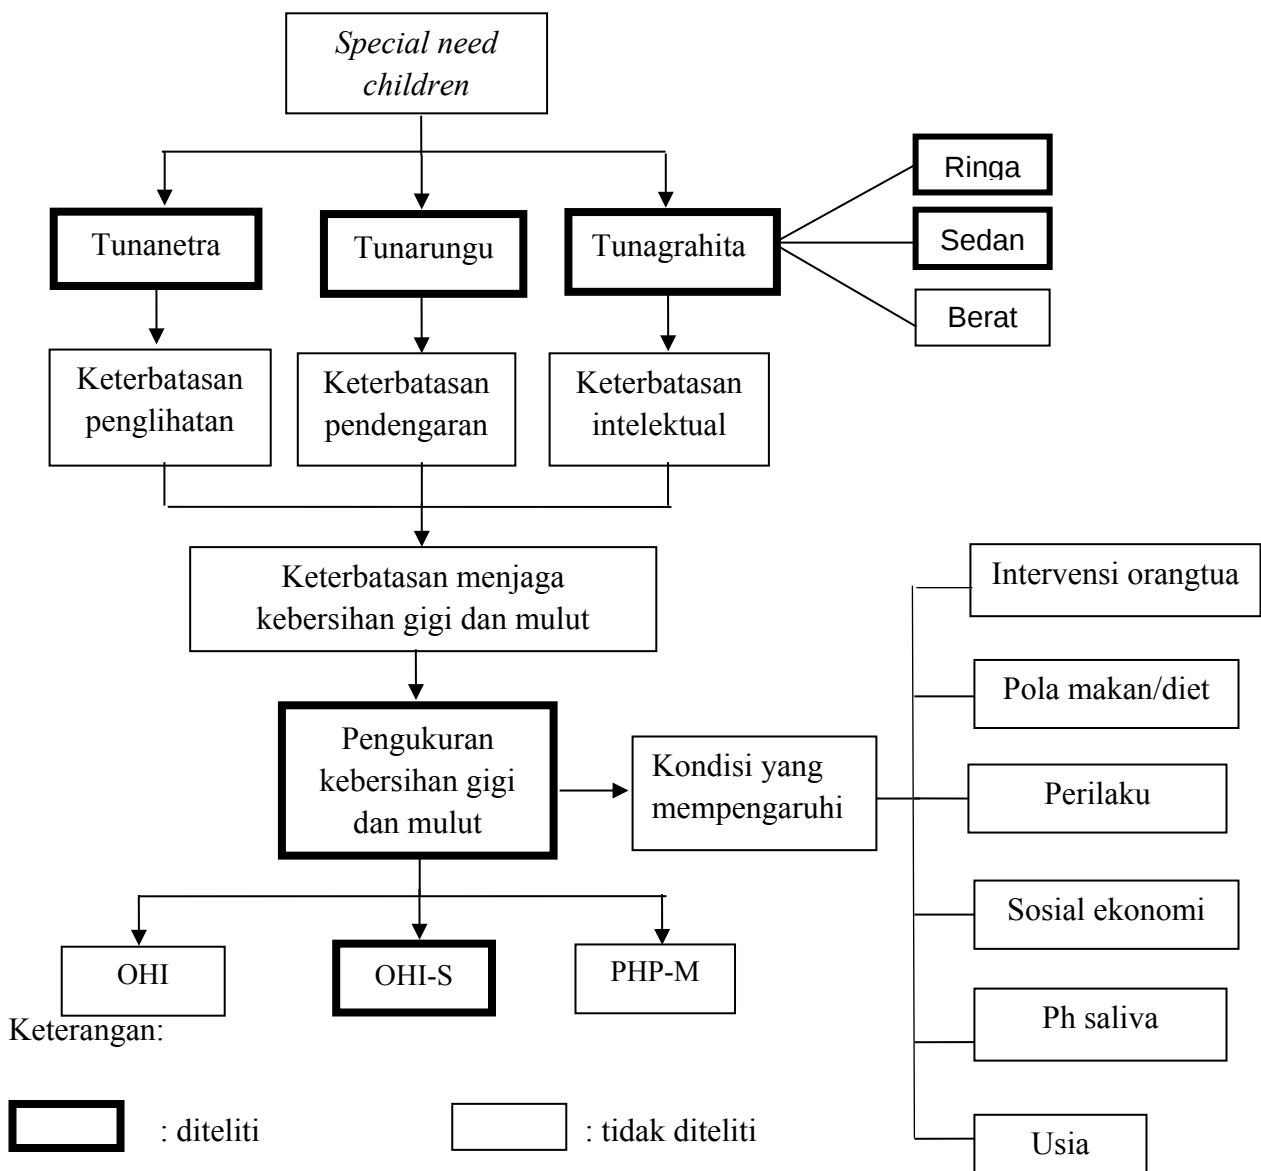 Special need
children
Ringa
Tunanetra
Tunarungu
Tunagrahita
Sedan
Berat
Keterbatasan
penglihatan
Keterbatasan
pendengaran
Keterbatasan
intelektual
Keterbatasan menjaga
kebersihan gigi dan mulut
Intervensi orangtua
Pola makan/diet
Pengukuran
kebersihan gigi
dan mulut
Kondisi yang
mempengaruhi
Perilaku
Sosial ekonomi
OHI
OHI-S
PHP-M
Ph saliva
Keterangan:
: diteliti
: tidak diteliti
Usia